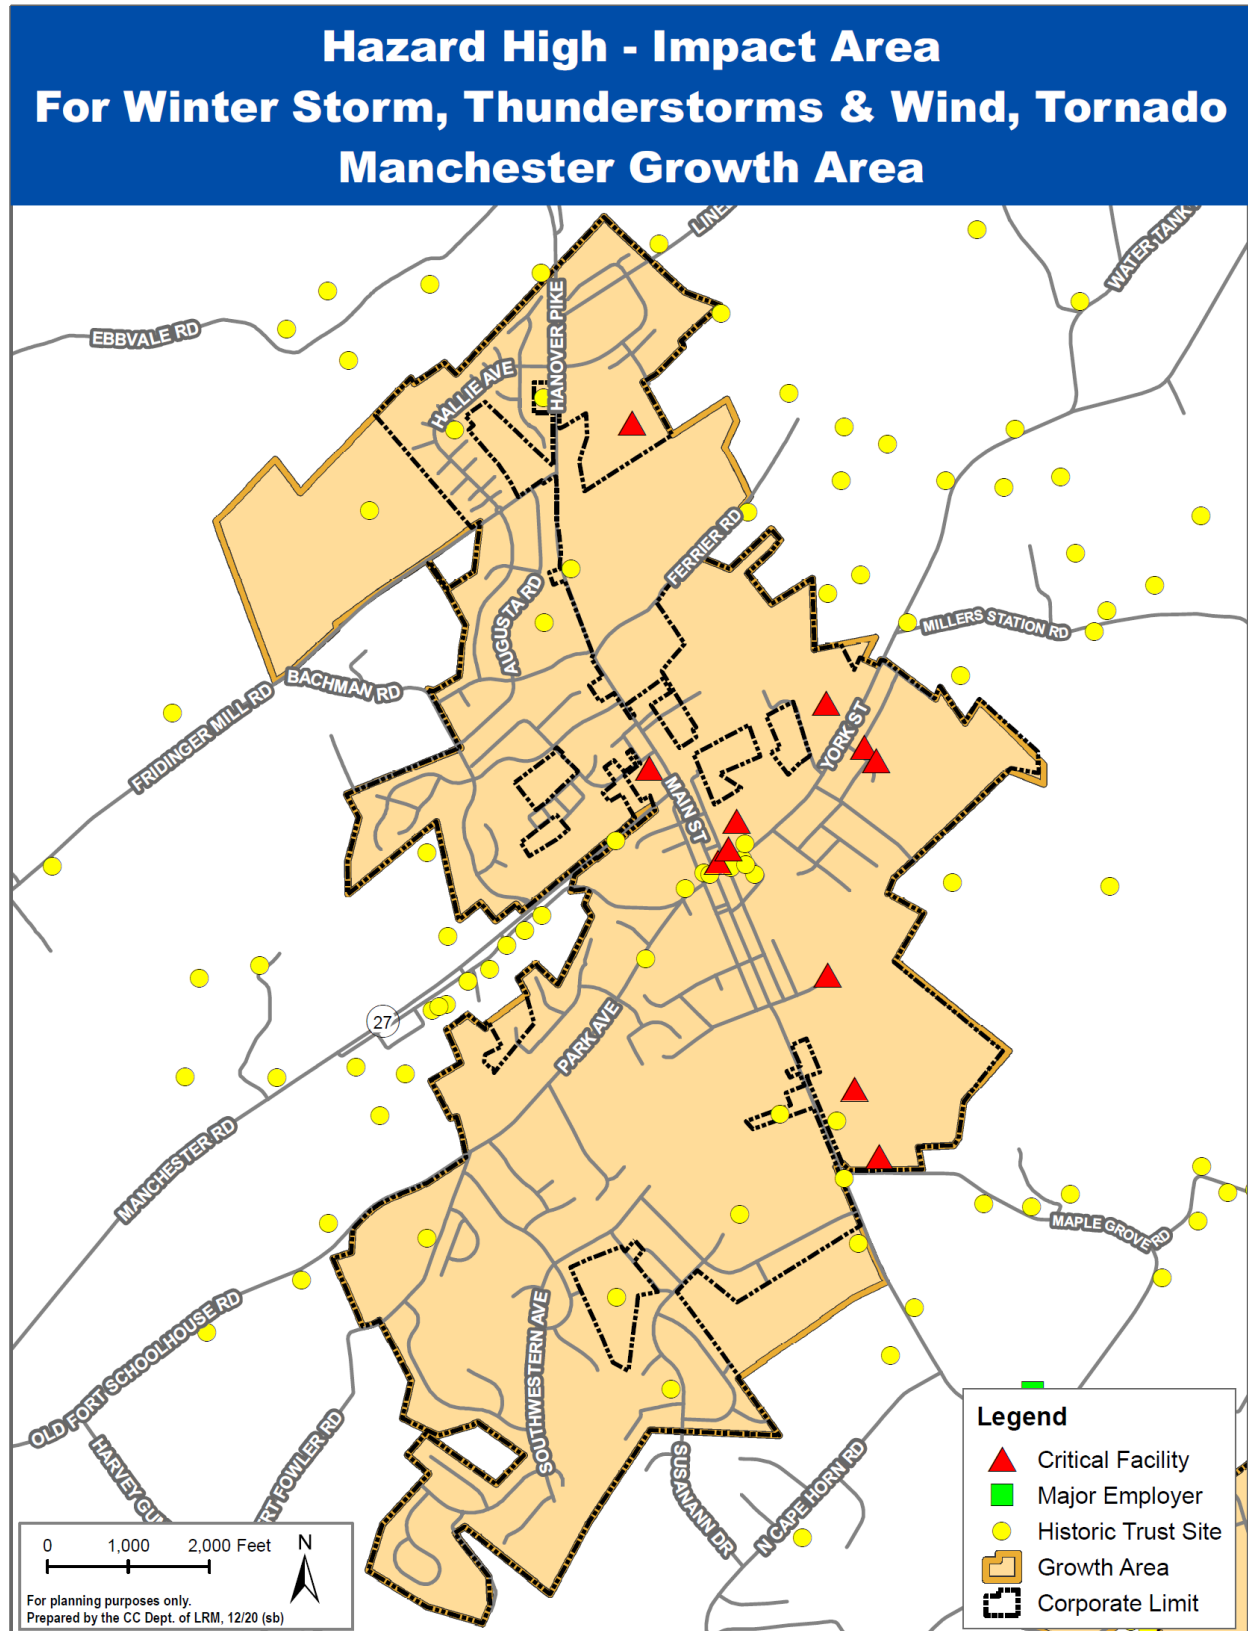 Hazard High - Impact Area
For Winter Storm, Thunderstorms & Wind, Tornado
Manchester Growth Area
WATER TANK
EBBVALE RD
HANOVER PIKE
HALLIE AVE
FERRIER RD
AUGUSTA RD
MILLERS STATION RD
BACHMAN RD
FRIDINGER MILL RD
YORK ST
MAIN ST
27
PARK AVE
MANCHESTER RD
MAPLE GROVE RD
OLD FORT SCHOOLHOUSE RD
SOUTHWESTERN AVE
HARVEY
FOWLER RD
SUSANANN DR
N CAPE HORN RD
Legend
Critical Facility
Major Employer
Historic Trust Site
Growth Area
Corporate Limit
0 1,000 2,000 Feet
N
For planning purposes only.
Prepared by the CC Dept. of LRM, 12/20 (sb)